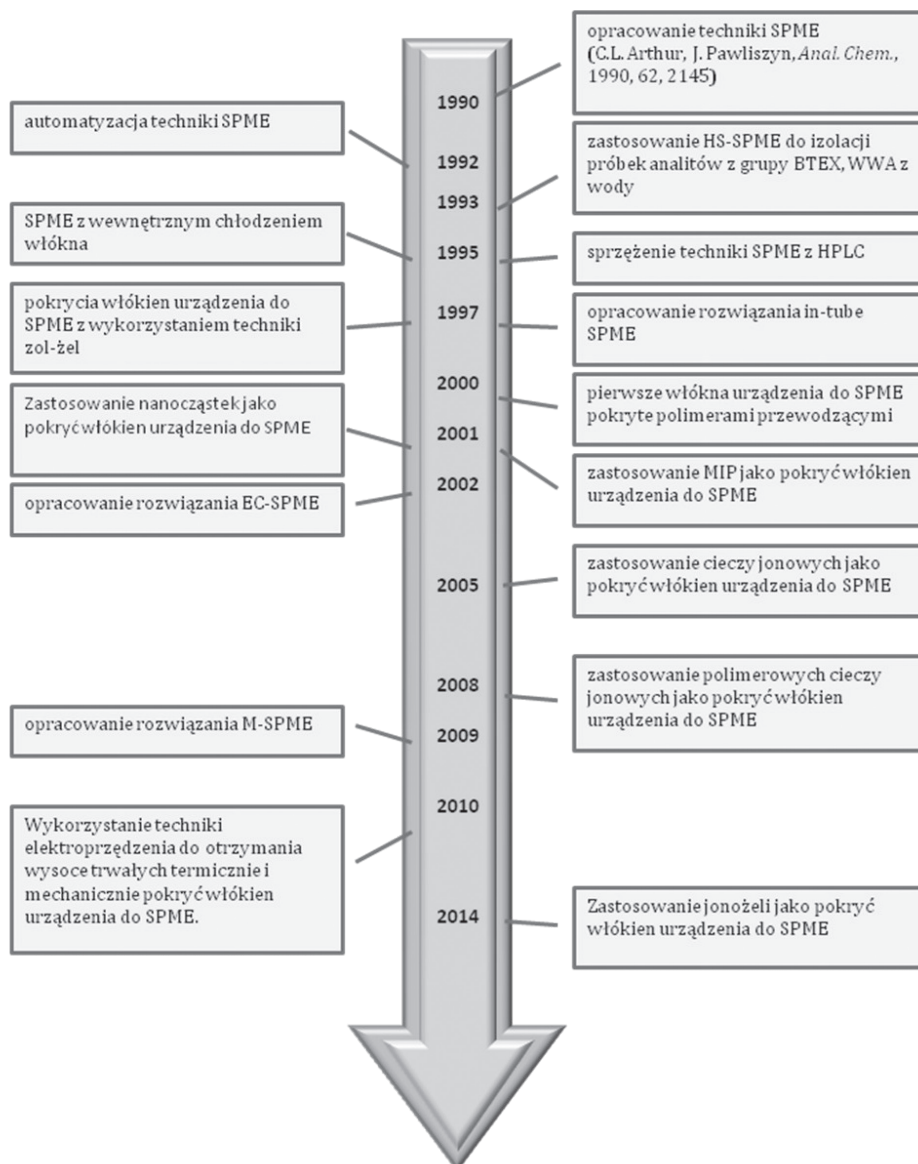 opracowanie techniki SPME
(C.L. Arthur, J. Pawliszyn, Anal. Chem.,
1990, 62, 2145)
1990
automatyzacja techniki SPME
1992
zastosowanie HS-SPME do izolacji
próbek analitów z grupy BTEX, WWA z
wody
1993
SPME z wewnętrznym chłodzeniem
włókna
1995
sprzężenie techniki SPME z HPLC
pokrycia włókien urządzenia do
SPME z wykorzystaniem techniki
zol-żel
1997
opracowanie rozwiązania in-tube
SPME
2000
pierwsze włókna urządzenia do SPME
pokryte polimerami przewodzącymi
Zastosowanie nanocząstek jako
pokryć włókien urządzenia do SPME
2001
zastosowanie MIP jako pokryć włókien
urządzenia do SPME
2002
opracowanie rozwiązania EC-SPME
zastosowanie cieczy jonowych jako
pokryć włókien urządzenia do SPME
2005
zastosowanie polimerowych cieczy
jonowych jako pokryć włókien
urządzenia do SPME
2008
opracowanie rozwiązania M-SPME
2009
2010
Wykorzystanie techniki
elektroprzędzenia do otrzymania
wysoce trwałych termicznie i
mechanicznie pokryć włókien
urządzenia do SPME.
2014
Zastosowanie jonożeli jako pokryć
włókien urządzenia do SPME